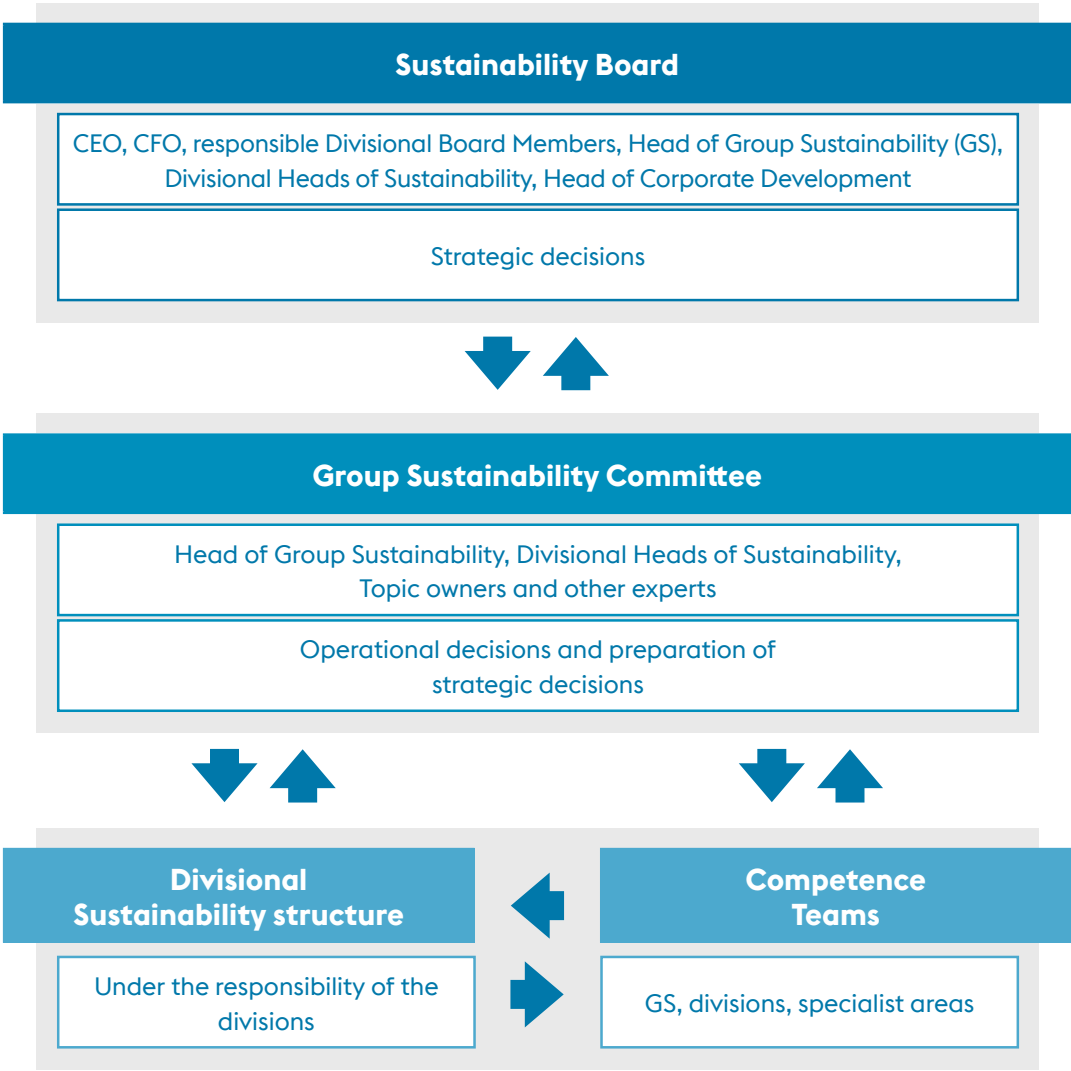 Sustainability Board
CEO, CFO, responsible Divisional Board Members, Head of Group Sustainability (GS),
Divisional Heads of Sustainability, Head of Corporate Development
Strategic decisions
Group Sustainability Committee
Head of Group Sustainability, Divisional Heads of Sustainability,
Topic owners and other experts
Operational decisions and preparation of
strategic decisions
Divisional
Sustainability structure
Under the responsibility of the
divisions
Competence
Teams
GS, divisions, specialist areas